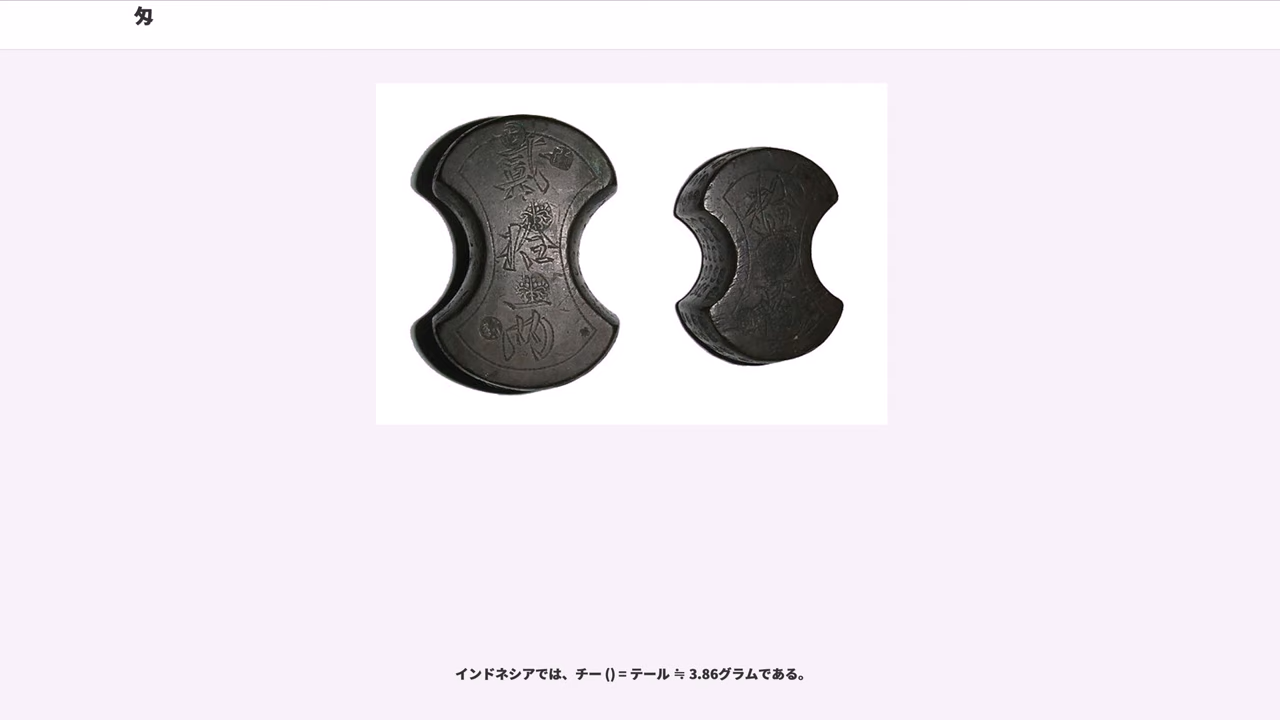 匁
インドネシアでは、チー () = テール ≒ 3.86グラムである。